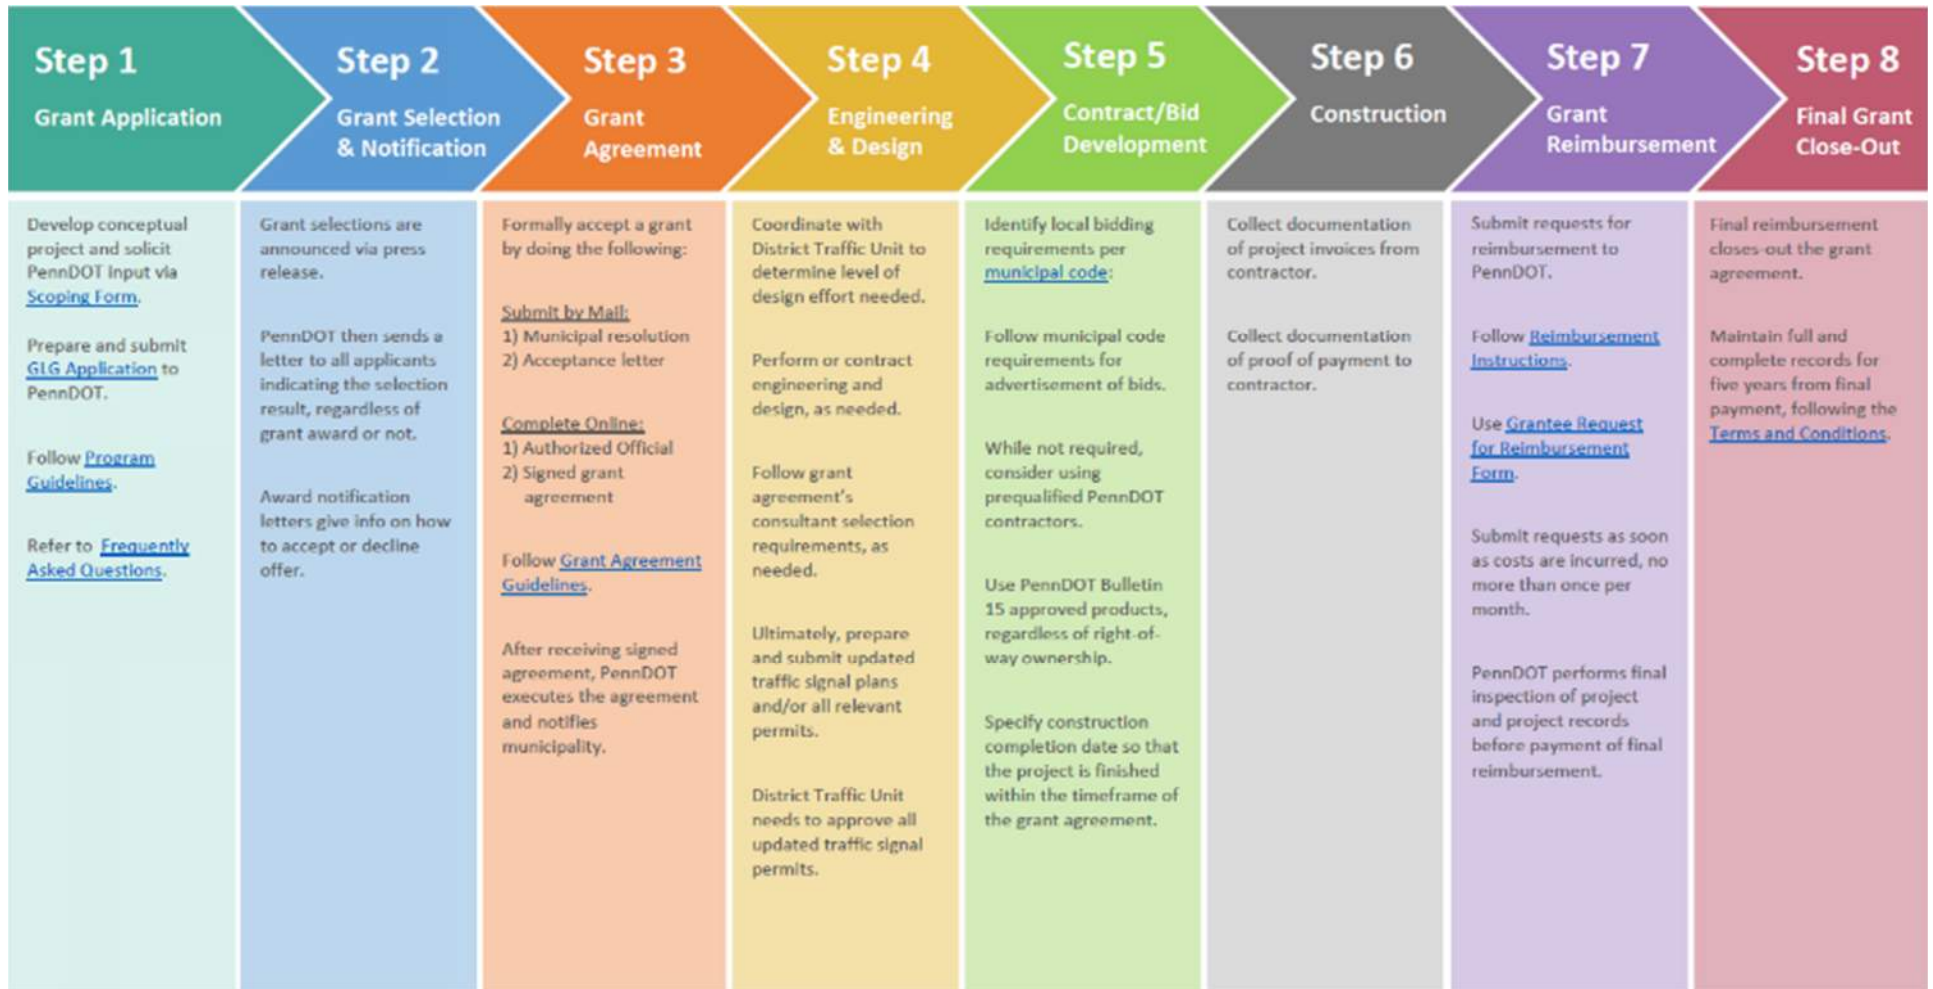 Step 1
Grant Application
Develop conceptual
project and solicit
PennDOT input via
Scoping Form.
Prepare and submit
GLG Application to
PennDOT.
Follow Program
Guidelines.
Refer to Frequently
Asked Questions.
Step 2
Grant Selection
& Notification
Grant selections are
announced via press
release.
PennDOT then sends a
letter to all applicants
indicating the selection
result, regardless of
grant award or not.
Award notification
letters give info on how
to accept or decline
offer.
Step 3
Grant
Agreement
Formally accept a grant
by doing the following:
Submit by Mail:
1) Municipal resolution
2) Acceptance letter
Complete Online:
1) Authorized Official
2) Signed grant
agreement
Follow Grant Agreement
Guidelines.
After receiving signed
agreement, PennDOT
executes the agreement
and notifies
municipality.
Step 4
Engineering
& Design
Coordinate with
District Traffic Unit to
determine level of
design effort needed.
Perform or contract
engineering and
design, as needed.
Follow grant
agreement's
consultant selection
requirements, as
needed.
Ultimately, prepare
and submit updated
traffic signal plans
and/or all relevant
permits.
District Traffic Unit
needs to approve all
updated traffic signal
permits.
Step 5
Contract/Bid
Development
Identify local bidding
requirements per
municipal code:
Follow municipal code
requirements for
advertisement of bids.
While not required,
consider using
prequalified PennDOT
contractors.
Use PennDOT Bulletin
15 approved products,
regardless of right-of-
way ownership.
Specify construction
completion date so that
the project is finished
within the timeframe of
the grant agreement.
Step 6
Construction
Collect documentation
of project invoices from
contractor.
Collect documentation
of proof of payment to
contractor.
Step 7
Grant
Reimbursement
Submit requests for
reimbursement to
PennDOT.
Follow Reimbursement
Instructions.
Use Grantee Request
for Reimbursement
Form.
Submit requests as soon
as costs are incurred, no
more than once per
month.
PennDOT performs final
inspection of project
and project records
before payment of final
reimbursement.
Step 8
Final Grant
Close-Out
Final reimbursement
closes-out the grant
agreement.
Maintain full and
complete records for
five years from final
payment, following the
Terms and Conditions.